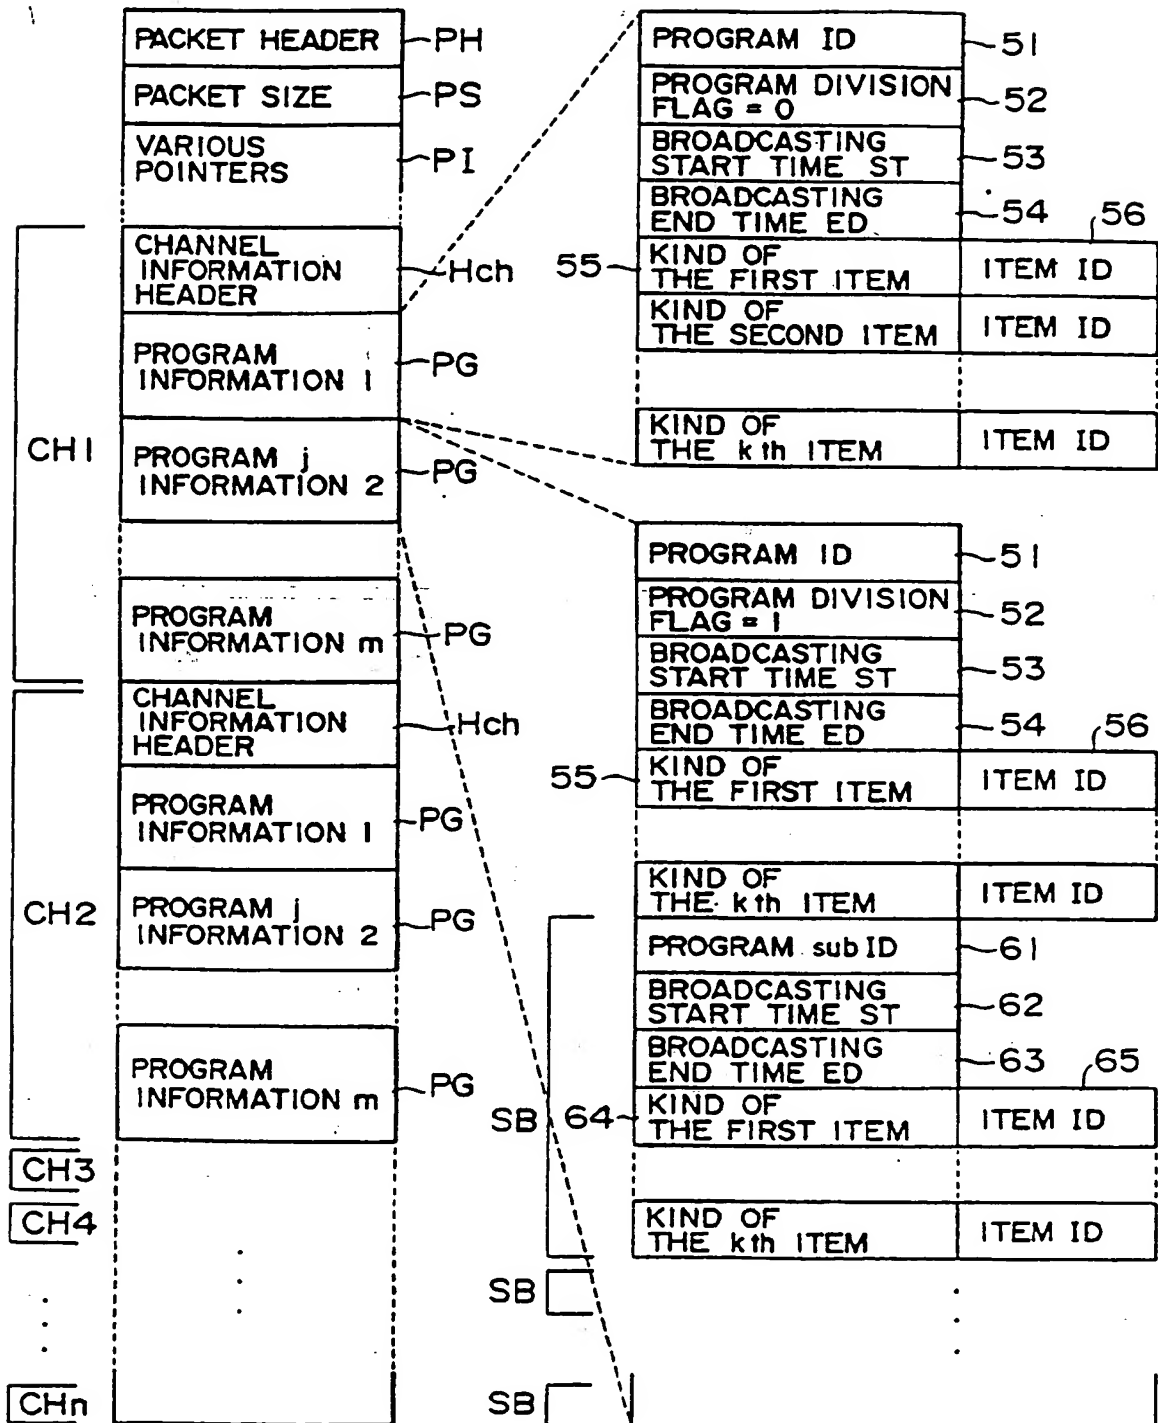 PACKET HEADER
PH
PACKET SIZE
PS
VARIOUS
POINTERS
PI
CH1
CHANNEL
INFORMATION
HEADER
Hch
PROGRAM
INFORMATION 1
PG
PROGRAM j
INFORMATION 2
PG
PROGRAM
INFORMATION m
PG
CH2
CHANNEL
INFORMATION
HEADER
Hch
PROGRAM
INFORMATION 1
PG
PROGRAM j
INFORMATION 2
PG
PROGRAM
INFORMATION m
PG
CH3
CH4
CHn
PROGRAM ID
51
PROGRAM DIVISION
FLAG = 0
52
BROADCASTING
START TIME ST
53
BROADCASTING
END TIME ED
54
56
55
KIND OF
THE FIRST ITEM
ITEM ID
KIND OF
THE SECOND ITEM
ITEM ID
KIND OF
THE kth ITEM
ITEM ID
PROGRAM ID
51
PROGRAM DIVISION
FLAG = 1
52
BROADCASTING
START TIME ST
53
BROADCASTING
END TIME ED
54
56
55
KIND OF
THE FIRST ITEM
ITEM ID
KIND OF
THE kth ITEM
ITEM ID
SB
PROGRAM sub ID
61
BROADCASTING
START TIME ST
62
BROADCASTING
END TIME ED
63
65
64
KIND OF
THE FIRST ITEM
ITEM ID
KIND OF
THE kth ITEM
ITEM ID
SB
SB